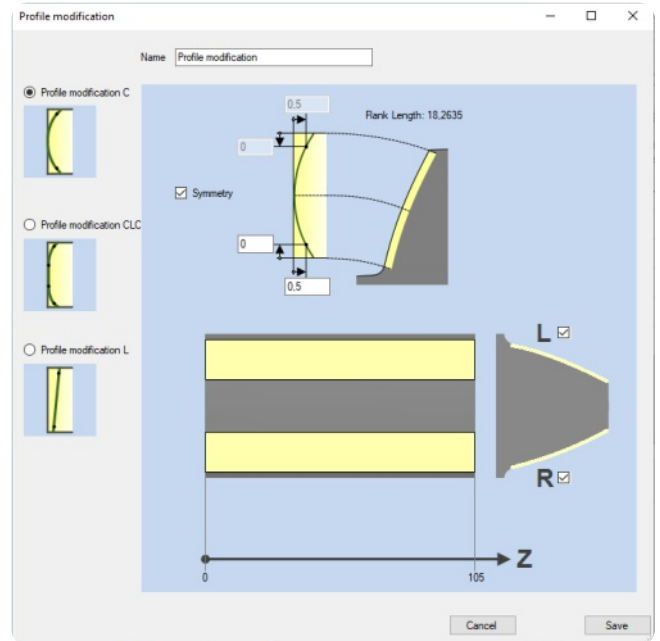 Profile modification
Name Profile modification
Profile modification C
0,5
Flank Length: 18,2635
0
Symmetry
Profile modification CLC
0
0,5
Profile modification L
L
R
Z
0 105
Cancel Save